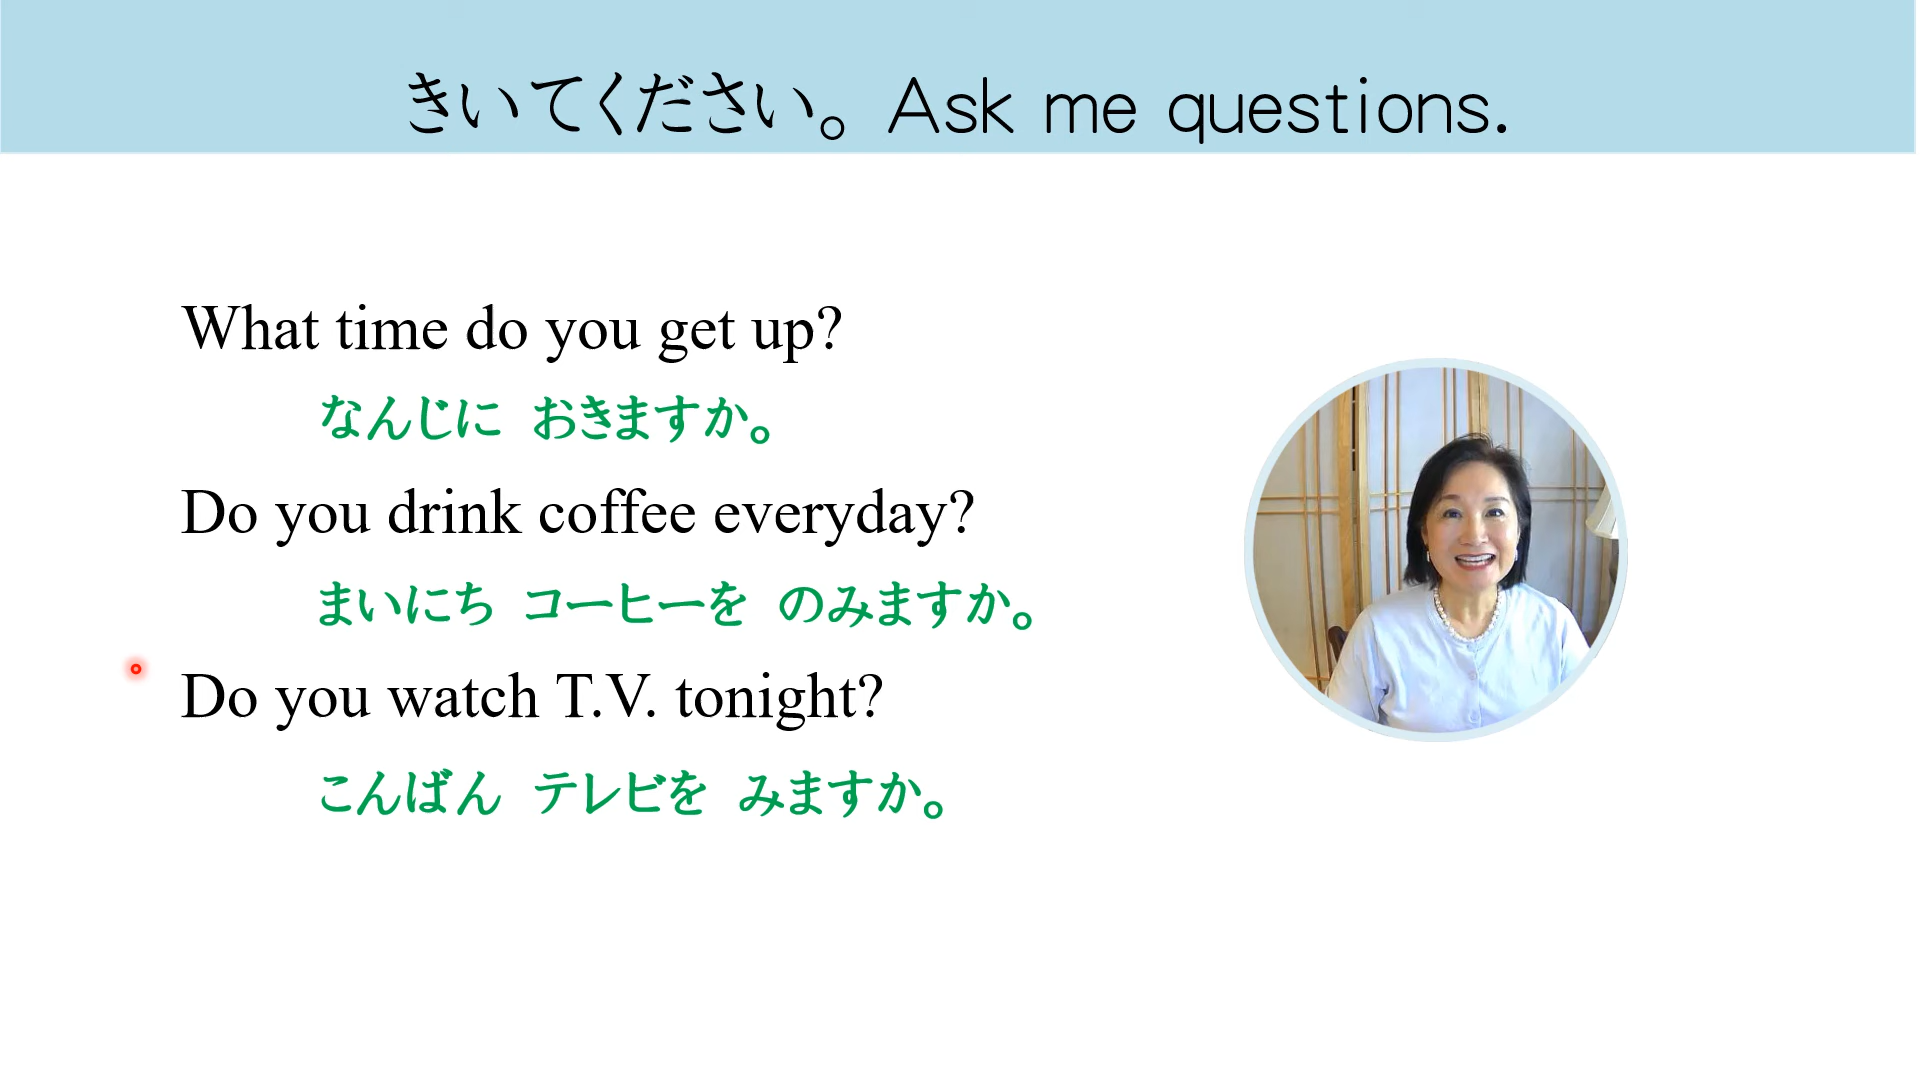 きいてください。Ask me questions.
What time do you get up?
なんじに おきますか。
Do you drink coffee everyday?
まいにち コーヒーを のみますか。
Do you watch T.V. tonight?
こんばん テレビを みますか。